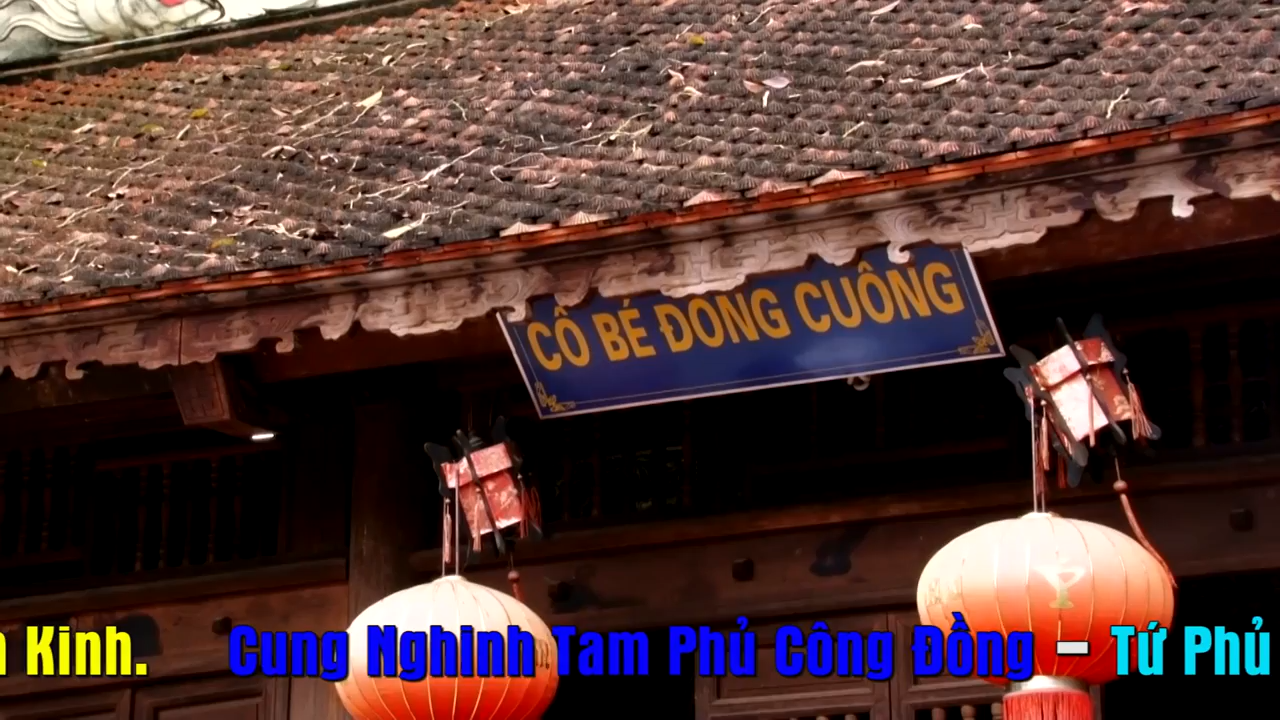 CÔ BÉ ĐONG CUÔNG
Kinh. Cung Nghinh Tam Phủ Công Đồng - Tứ Phủ